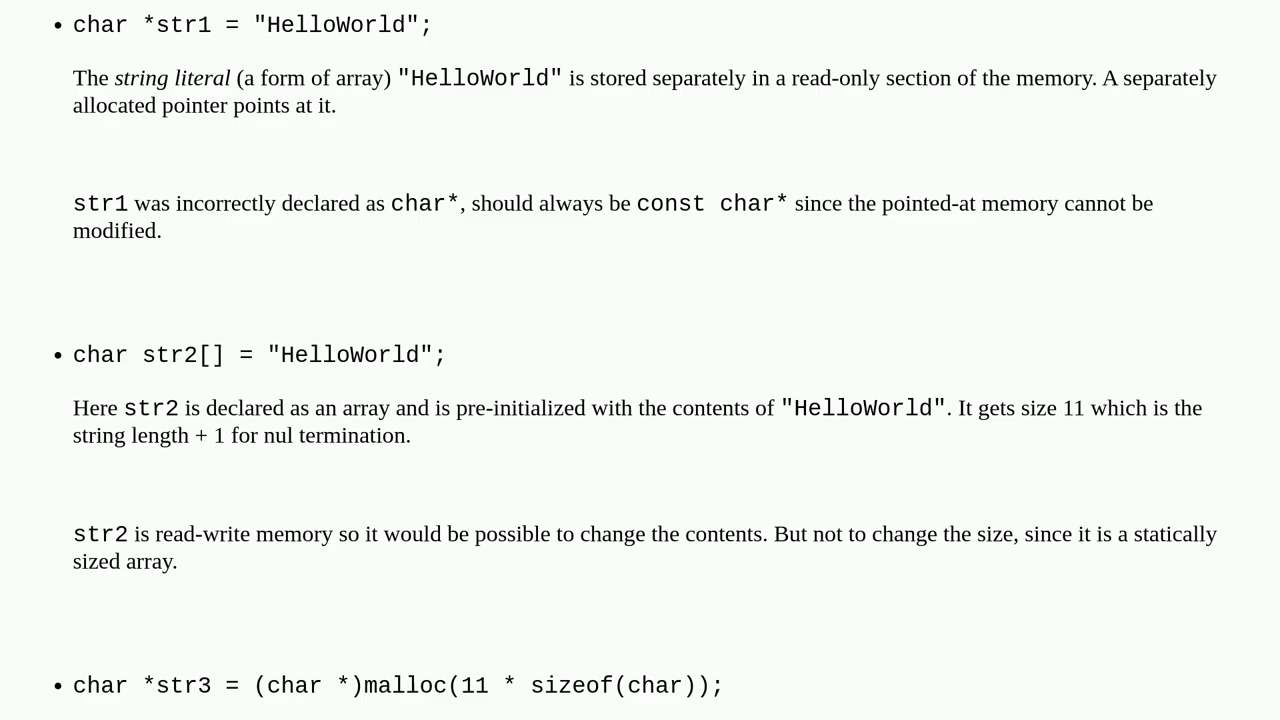 • char *str1 = "HelloWorld";
The string literal (a form of array) "HelloWorld" is stored separately in a read-only section of the memory. A separately
allocated pointer points at it.
str1 was incorrectly declared as char*, should always be const char* since the pointed-at memory cannot be
modified.
• char str2[] = "HelloWorld";
Here str2 is declared as an array and is pre-initialized with the contents of "HelloWorld". It gets size 11 which is the
string length + 1 for nul termination.
str2 is read-write memory so it would be possible to change the contents. But not to change the size, since it is a statically
sized array.
• char *str3 = (char *)malloc(11 * sizeof(char));